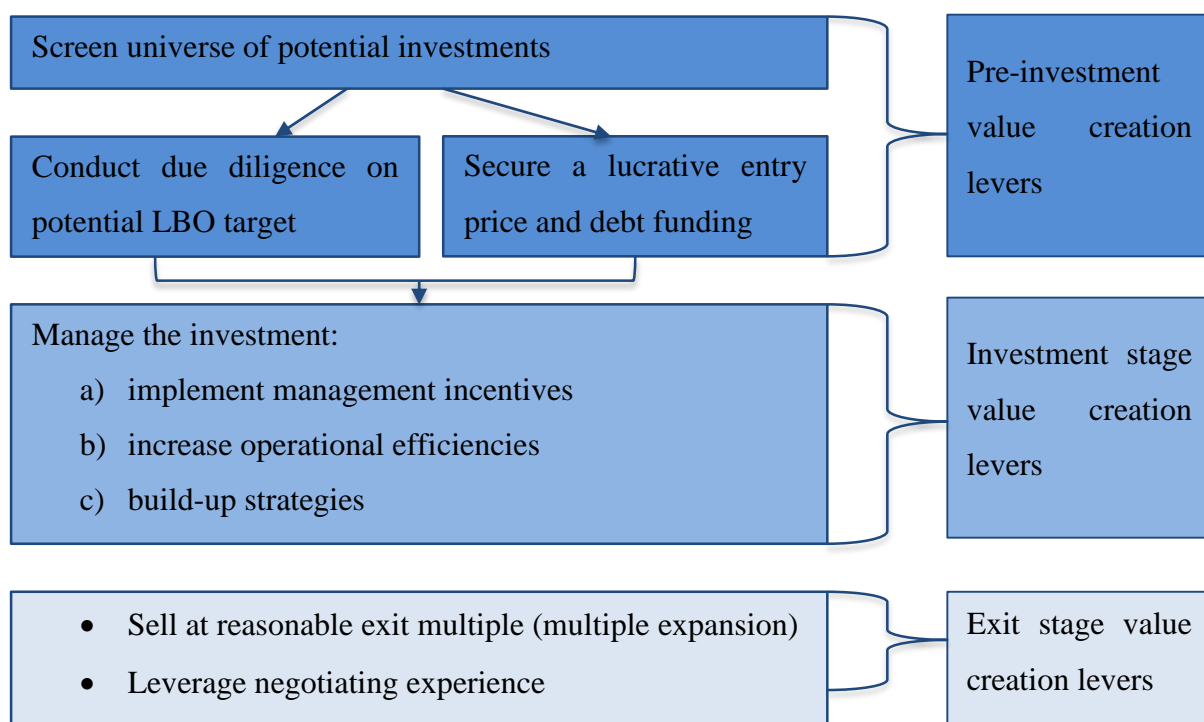 Screen universe of potential investments
Pre-investment
value creation
levers
Conduct due diligence on
potential LBO target
Secure a lucrative entry
price and debt funding
Manage the investment:
a) implement management incentives
b) increase operational efficiencies
c) build-up strategies
Investment stage
value creation
levers
• Sell at reasonable exit multiple (multiple expansion)
• Leverage negotiating experience
Exit stage value
creation levers